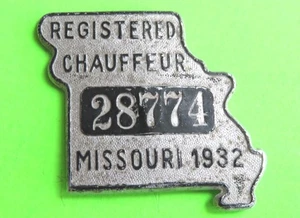 REGISTERED
CHAUFFEUR
28774
MISSOURI 1932